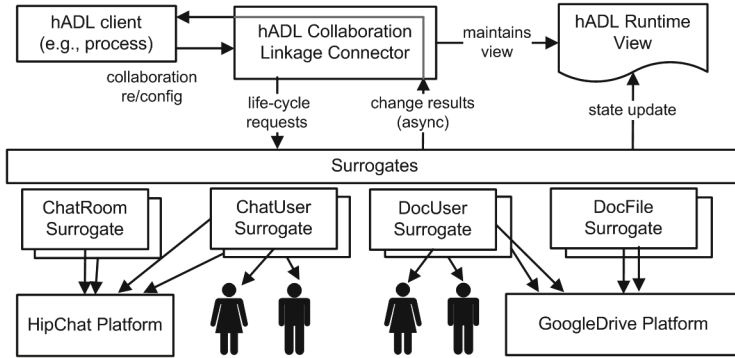 hADL client
(e.g., process)
hADL Collaboration
Linkage Connector
maintains
view
hADL Runtime
View
collaboration
re/config
life-cycle
requests
change results
(async)
state update
Surrogates
ChatRoom
Surrogate
ChatUser
Surrogate
DocUser
Surrogate
DocFile
Surrogate
HipChat Platform
GoogleDrive Platform